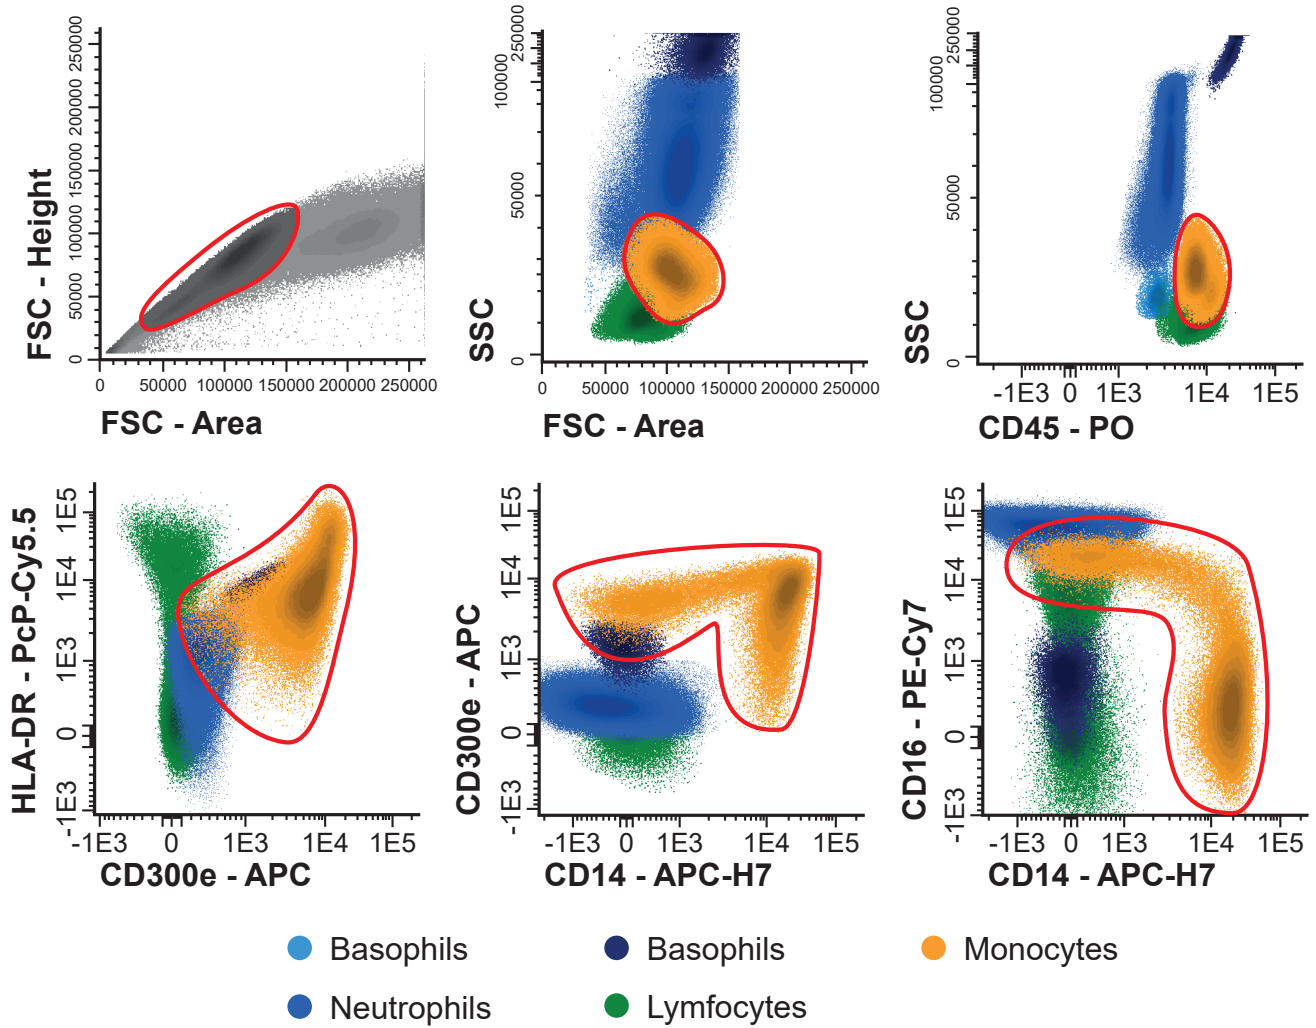 FSC - Height
250000
200000
150000
100000
50000
0
0 50000 100000 150000 200000 250000
FSC - Area
SSC
250000
100000
50000
0
0 50000 100000 150000 200000 250000
FSC - Area
SSC
250000
100000
50000
0
-1E3 0 1E3 1E4 1E5
CD45 - PO
HLA-DR - PcP-Cy5.5
1E5
1E4
1E3
0
-1E3
-1E3 0 1E3 1E4 1E5
CD300e - APC
CD300e - APC
1E5
1E4
1E3
0
-1E3
-1E3 0 1E3 1E4 1E5
CD14 - APC-H7
CD16 - PE-Cy7
1E5
1E4
1E3
0
-1E3
-1E3 0 1E3 1E4 1E5
CD14 - APC-H7
Basophils Basophils Monocytes
Neutrophils Lymfocytes